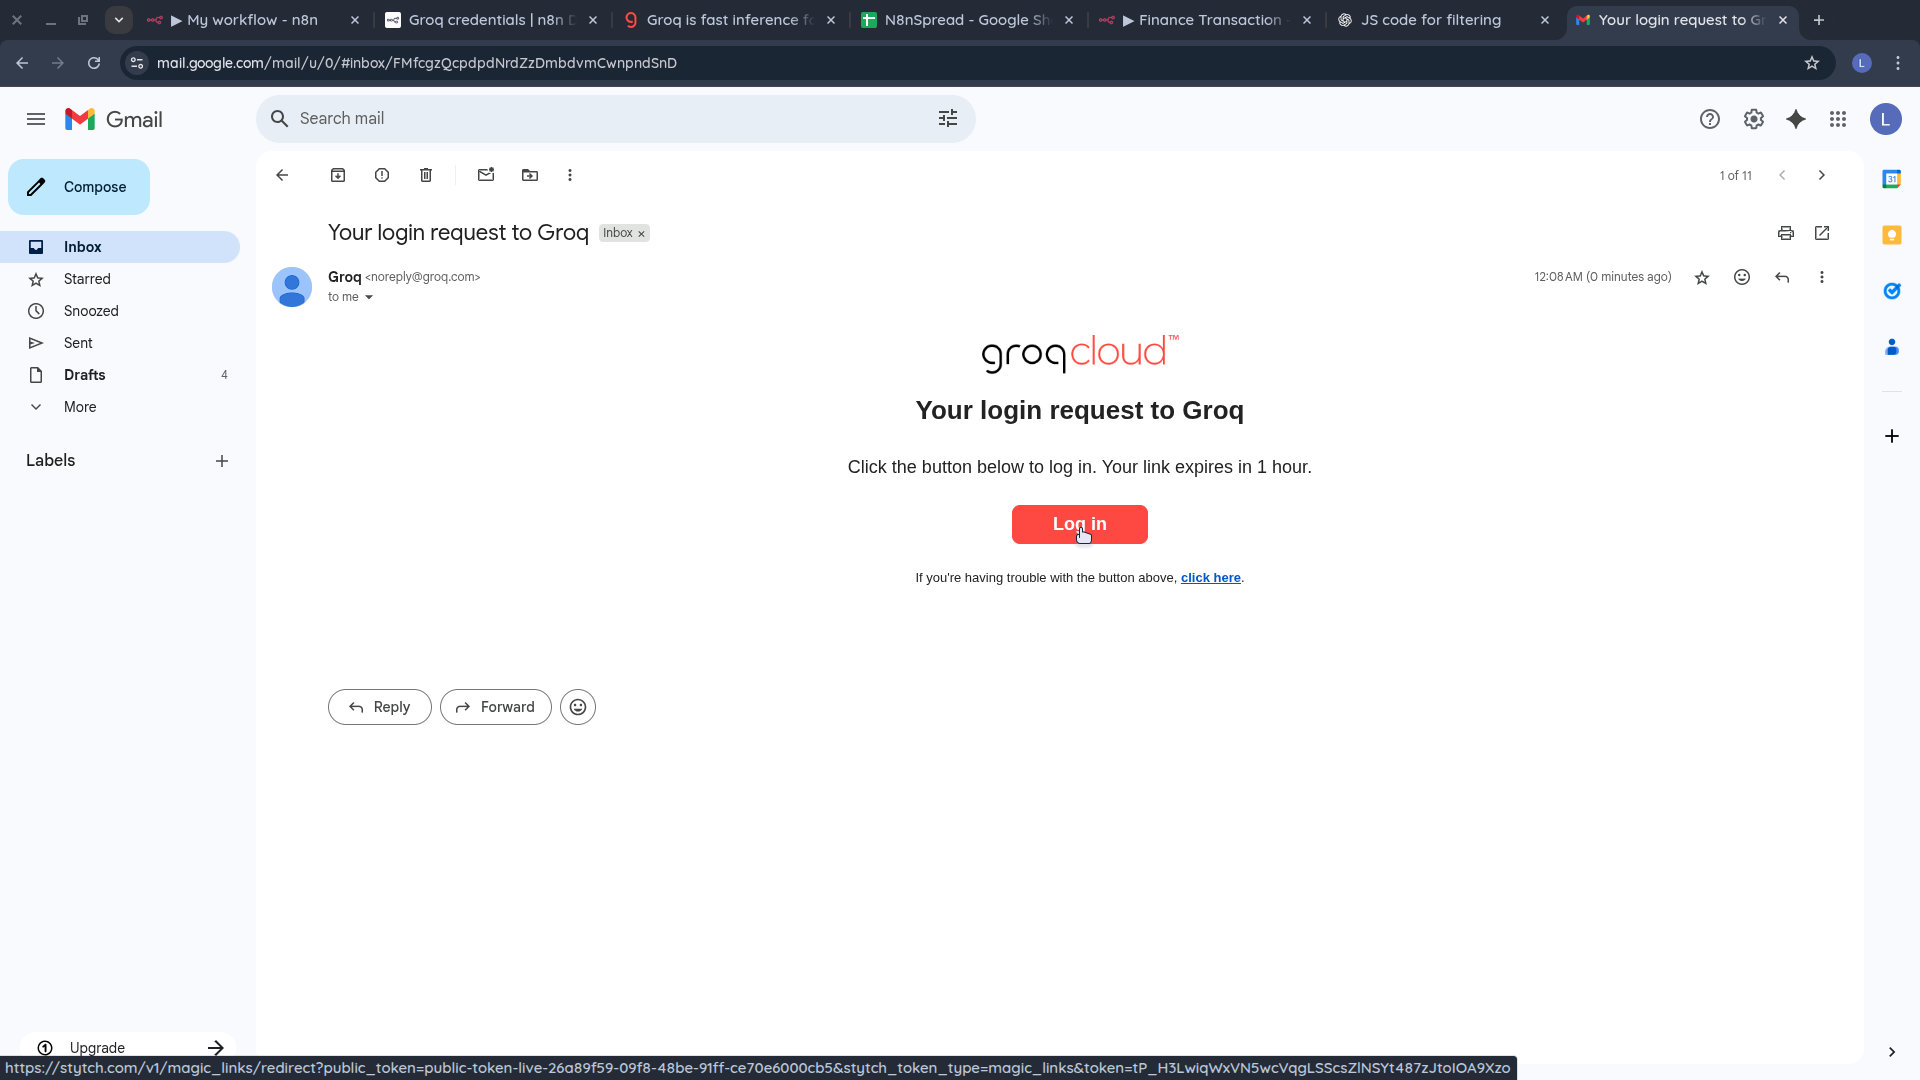 ▶ My workflow - n8n
Groq credentials | n8n D
Groq is fast inference fo
N8nSpread - Google Sh
▶ Finance Transaction
JS code for filtering
Your login request to Gr
mail.google.com/mail/u/0/#inbox/FMfcgzQcpdpdNrdZzDmbdvmCwnpndSnD
L
Gmail
Search mail
L
Compose
1 of 11
Inbox
Starred
Snoozed
Sent
Drafts 4
More
Labels
Your login request to Groq Inbox ×
Groq <noreply@groq.com>
12:08 AM (0 minutes ago)
to me
groqcloud™
Your login request to Groq
Click the button below to log in. Your link expires in 1 hour.
Log in
If you're having trouble with the button above, click here.
Reply
Forward
31
Upgrade
https://stytch.com/v1/magic_links/redirect?public_token=public-token-live-26a89f59-09f8-48be-91ff-ce70e6000cb5&stytch_token_type=magic_links&token=tP_H3LwiqWxVN5wcVqgLSScsZlNSYt487zJtoIOA9Xzo